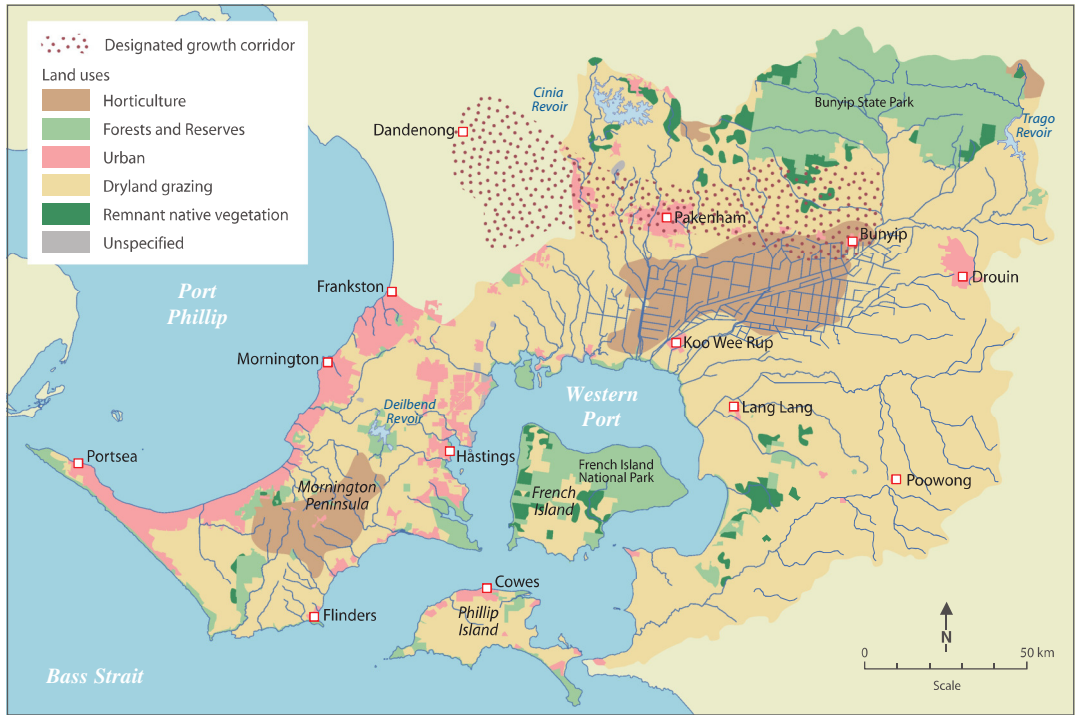 Designated growth corridor
Land uses
Horticulture
Forests and Reserves
Urban
Dryland grazing
Remnant native vegetation
Unspecified
Cinia
Revoir
Bunyip State Park
Trago
Revoir
Dandenong
Pakenham
Bunyip
Drouin
Port
Phillip
Frankston
Mornington
Koo Wee Rup
Western
Port
Deilbend
Revoir
Lang Lang
Portsea
Hastings
French Island
National Park
Poowong
Mornington
Peninsula
French
Island
Cowes
Flinders
Phillip
Island
Bass Strait
N
0
50 km
Scale